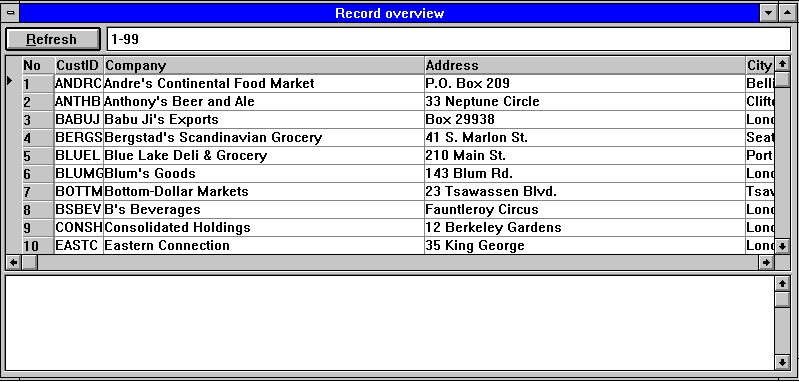 Record overview
Refresh 1-99
No CustID Company Address City
1 ANDRC Andre's Continental Food Market P.O. Box 209 Belli
2 ANTHB Anthony's Beer and Ale 33 Neptune Circle Clifto
3 BABUJ Babu Ji's Exports Box 29938 Lond
4 BERGS Bergstad's Scandinavian Grocery 41 S. Marlon St. Seat
5 BLUEL Blue Lake Deli & Grocery 210 Main St. Port
6 BLUMG Blum's Goods 143 Blum Rd. Lond
7 BOTTM Bottom-Dollar Markets 23 Tsawassen Blvd. Tsaw
8 BSBEV B's Beverages Fauntleroy Circus Lond
9 CONSH Consolidated Holdings 12 Berkeley Gardens Lond
10 EASTC Eastern Connection 35 King George Lond